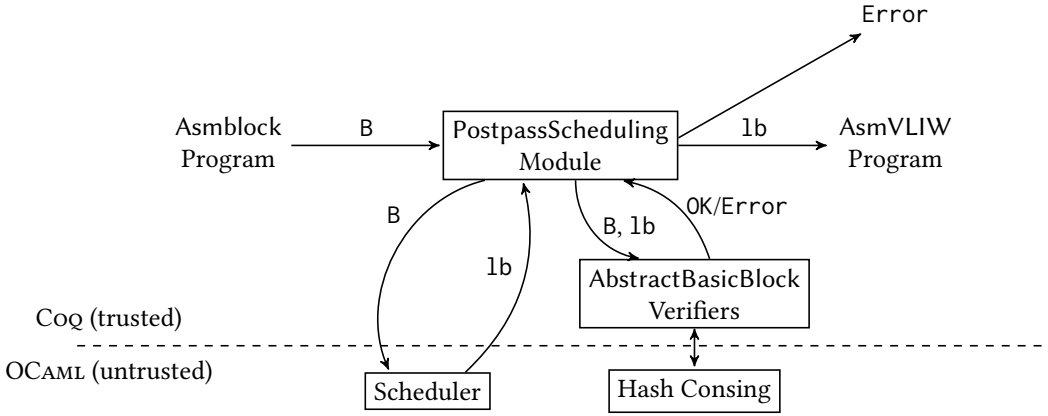 Error
Asmblock
Program
B
PostpassScheduling
Module
lb
AsmVLIW
Program
B
lb
B, lb
OK/Error
AbstractBasicBlock
Verifiers
COQ (trusted)
OCAML (untrusted)
Scheduler
Hash Consing